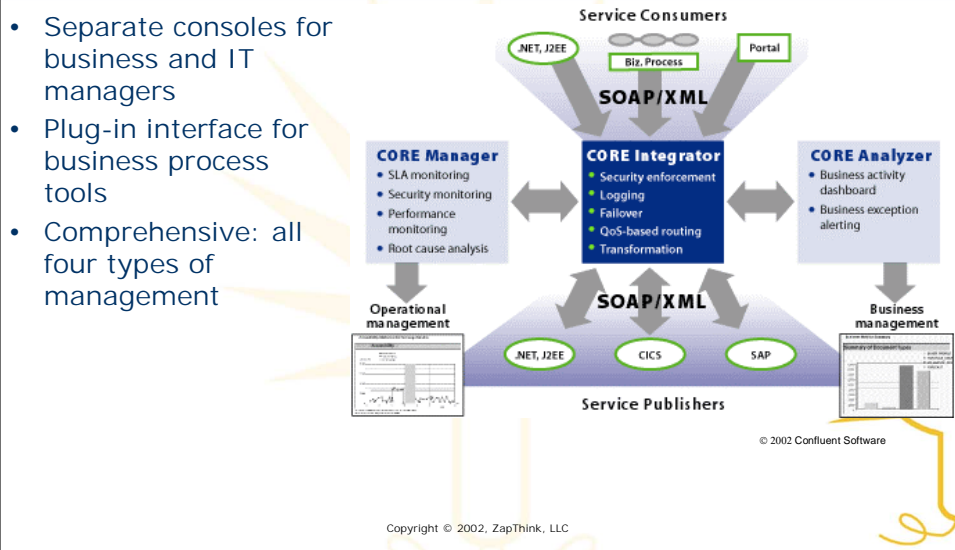 • Separate consoles for
business and IT
managers
• Plug-in interface for
business process
tools
• Comprehensive: all
four types of
management
Service Consumers
.NET, J2EE
Biz. Process
Portal
SOAP/XML
CORE Manager
• SLA monitoring
• Security monitoring
• Performance
monitoring
• Root cause analysis
CORE Integrator
• Security enforcement
• Logging
• Failover
• QoS-based routing
• Transformation
CORE Analyzer
• Business activity
dashboard
• Business exception
alerting
Operational
management
SOAP/XML
Business
management
.NET, J2EE
CICS
SAP
Summary of Document Types
Service Publishers
© 2002 Confluent Software
Copyright © 2002, ZapThink, LLC